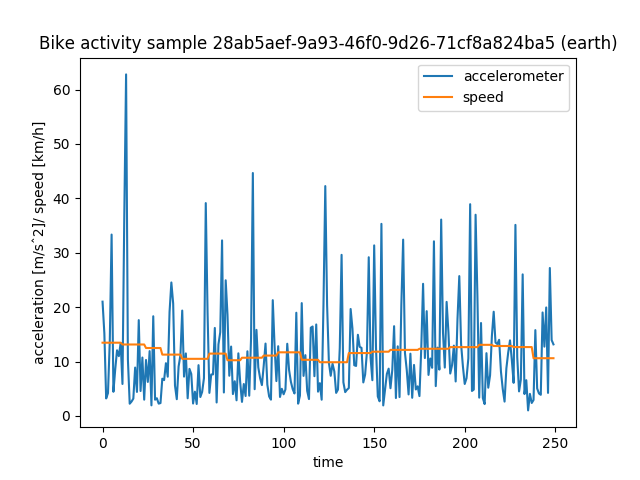 Bike activity sample 28ab5aef-9a93-46f0-9d26-71cf8a824ba5 (earth)
accelerometer
speed
acceleration [m/s^2]/ speed [km/h]
60
50
40
30
20
10
0
0 50 100 150 200 250
time